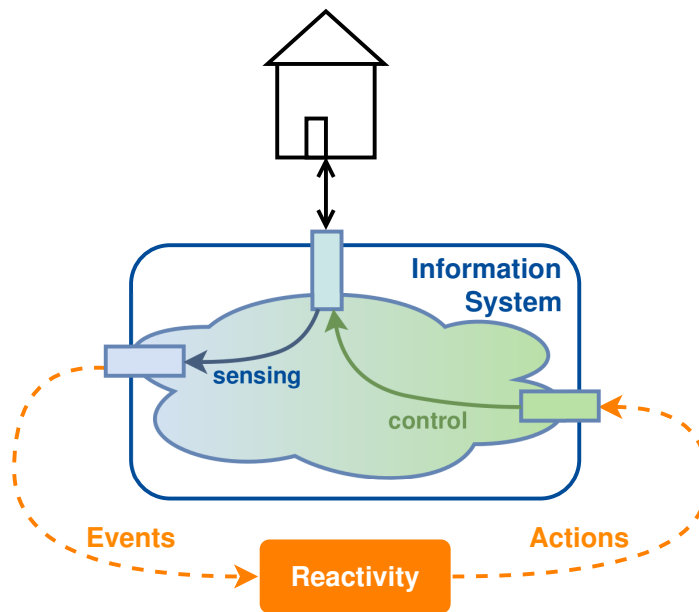 Information
System
sensing
control
Events
Actions
Reactivity